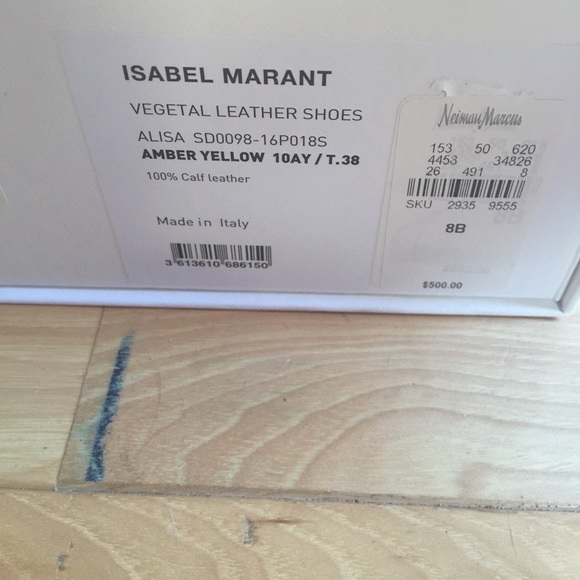 ISABEL MARANT
VEGETAL LEATHER SHOES
ALISA SD0098-16P018S
AMBER YELLOW 10AY / T.38
100% Calf leather
Made in Italy
3 613610 686150
Neiman Marcus
153 50 620
4458 34826
26 491 8
SKU 2935 9555
8B
$500.00